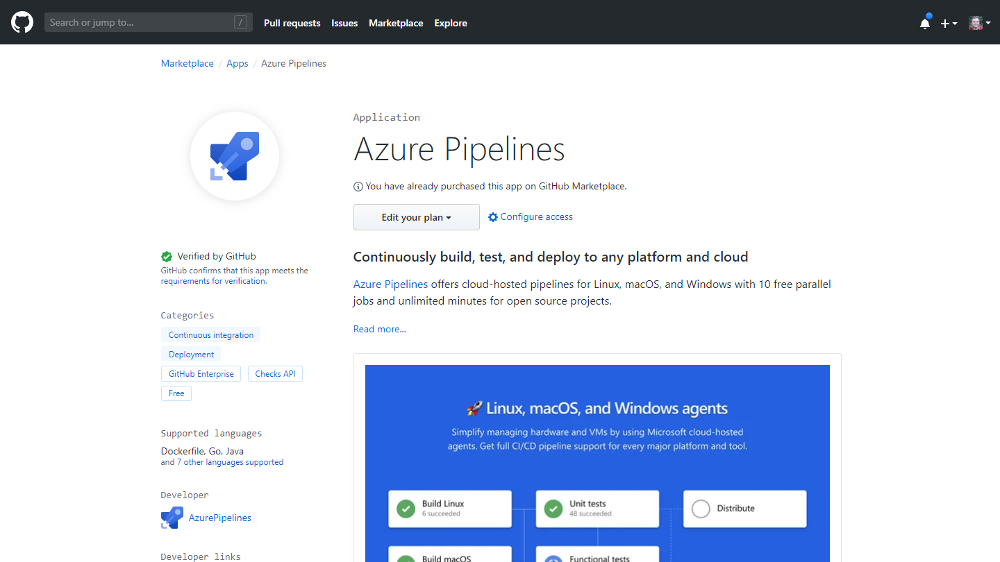 Search or jump to...
/
Pull requests
Issues
Marketplace
Explore
Marketplace / Apps / Azure Pipelines
Application
Azure Pipelines
You have already purchased this app on GitHub Marketplace.
Edit your plan
Configure access
Verified by GitHub
GitHub confirms that this app meets the
requirements for verification.
Categories
Continuous integration
Deployment
GitHub Enterprise
Checks API
Free
Supported languages
Dockerfile, Go, Java
and 7 other languages supported
Developer
AzurePipelines
Developer links
Continuously build, test, and deploy to any platform and cloud
Azure Pipelines offers cloud-hosted pipelines for Linux, macOS, and Windows with 10 free parallel
jobs and unlimited minutes for open source projects.
Read more...
🚀 Linux, macOS, and Windows agents
Simplify managing hardware and VMs by using Microsoft cloud-hosted
agents. Get full CI/CD pipeline support for every major platform and tool.
Build Linux
6 succeeded
Unit tests
48 succeeded
Distribute
Build macOS
Functional tests